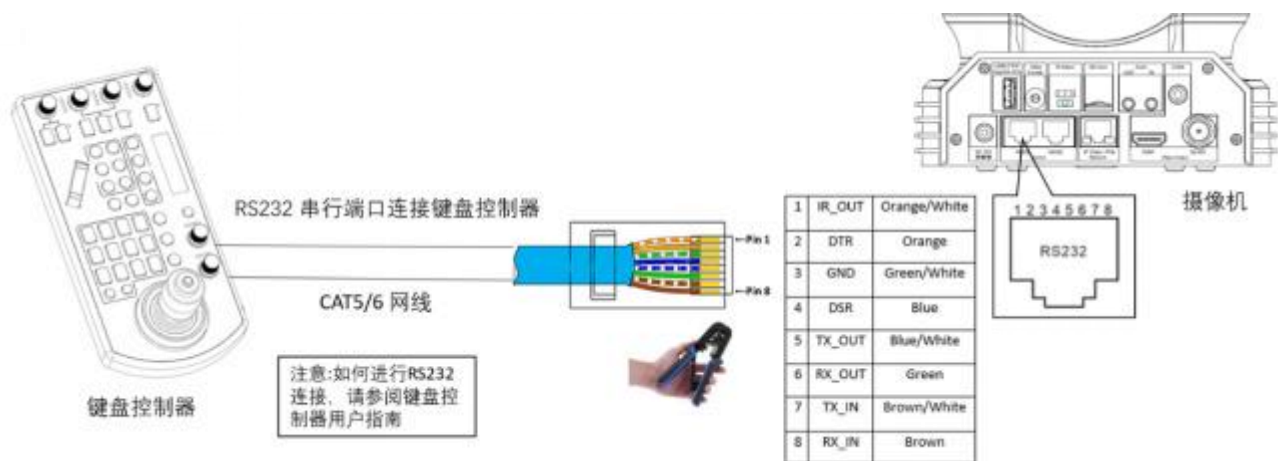 RS232 串行端口连接键盘控制器
CAT5/6 网线
注意:如何进行RS232
连接、请参阅键盘控
制器用户指南
键盘控制器
Pin 1
Pin 8
1 IR_OUT Orange/White
2 DTR Orange
3 GND Green/White
4 DSR Blue
5 TX_OUT Blue/White
6 RX_OUT Green
7 TX_IN Brown/White
8 RX_IN Brown
摄像机
1 2 3 4 5 6 7 8
RS232